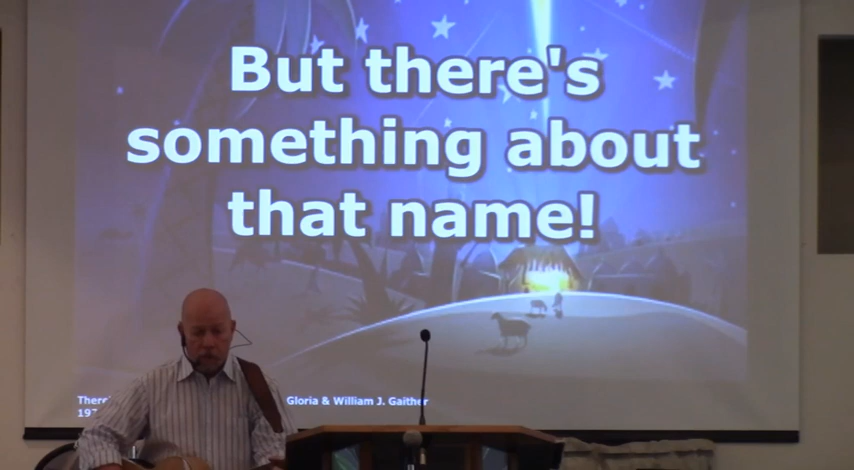 But there's
something about
that name!
Gloria & William J. Gaither